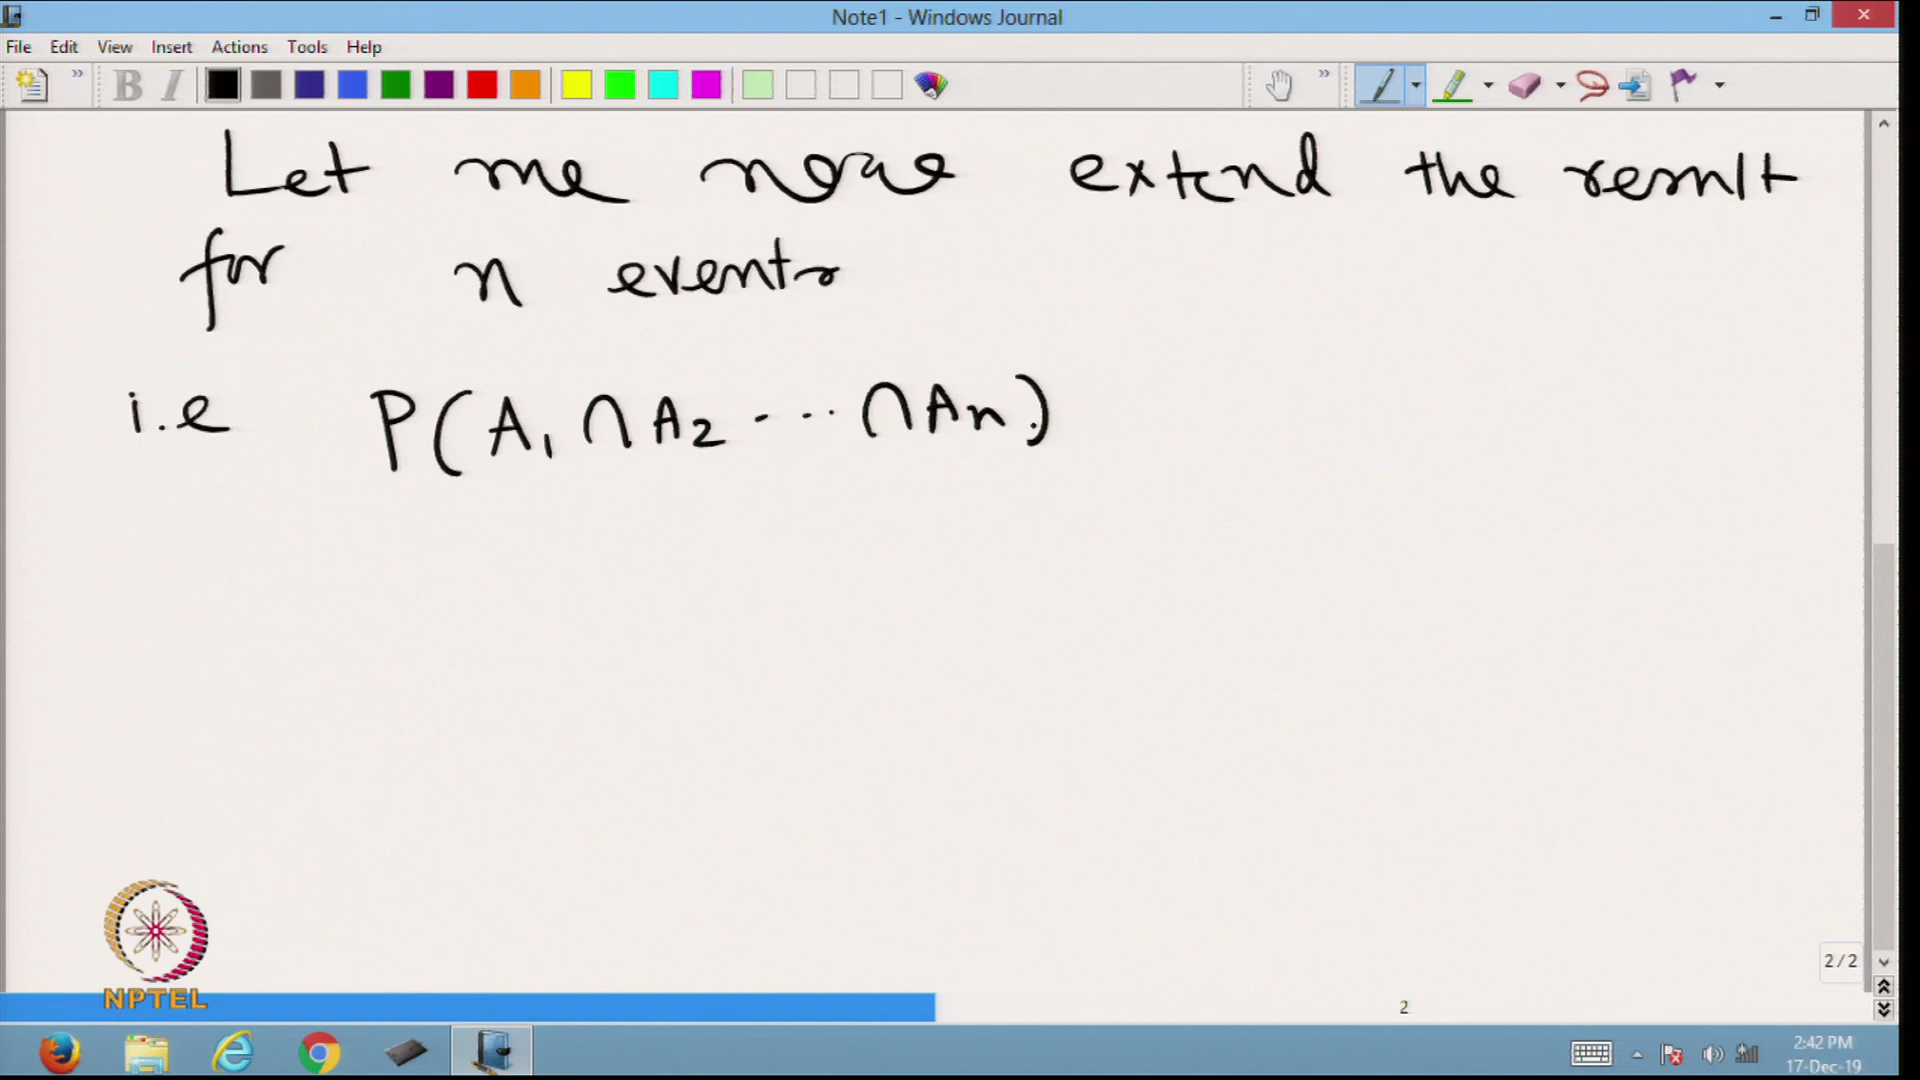 Note1 - Windows Journal
File Edit View Insert Actions Tools Help
B I
Let me now extend the result
for n events
i.e P(A1 ∩ A2 ---- ∩ An)
NPTEL
2/2
2
2:42 PM
17-Dec-19